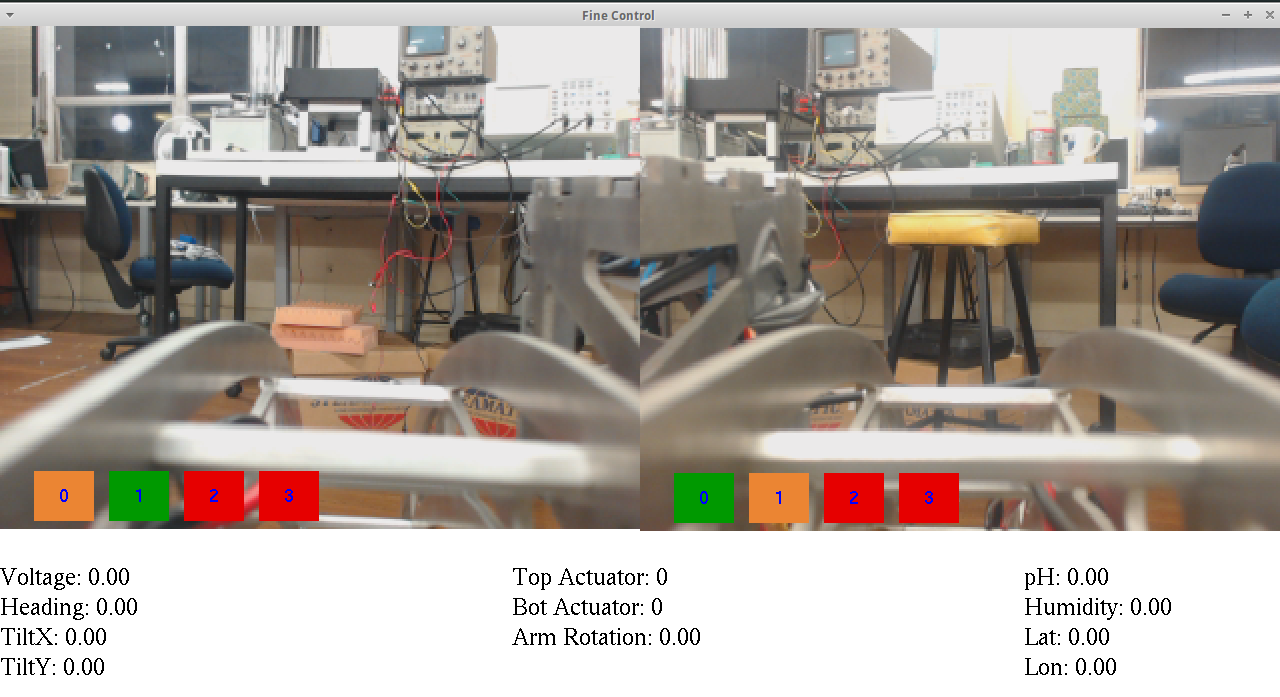 Fine Control
0 1 2 3
0 1 2 3
Voltage: 0.00
Heading: 0.00
TiltX: 0.00
TiltY: 0.00
Top Actuator: 0
Bot Actuator: 0
Arm Rotation: 0.00
pH: 0.00
Humidity: 0.00
Lat: 0.00
Lon: 0.00